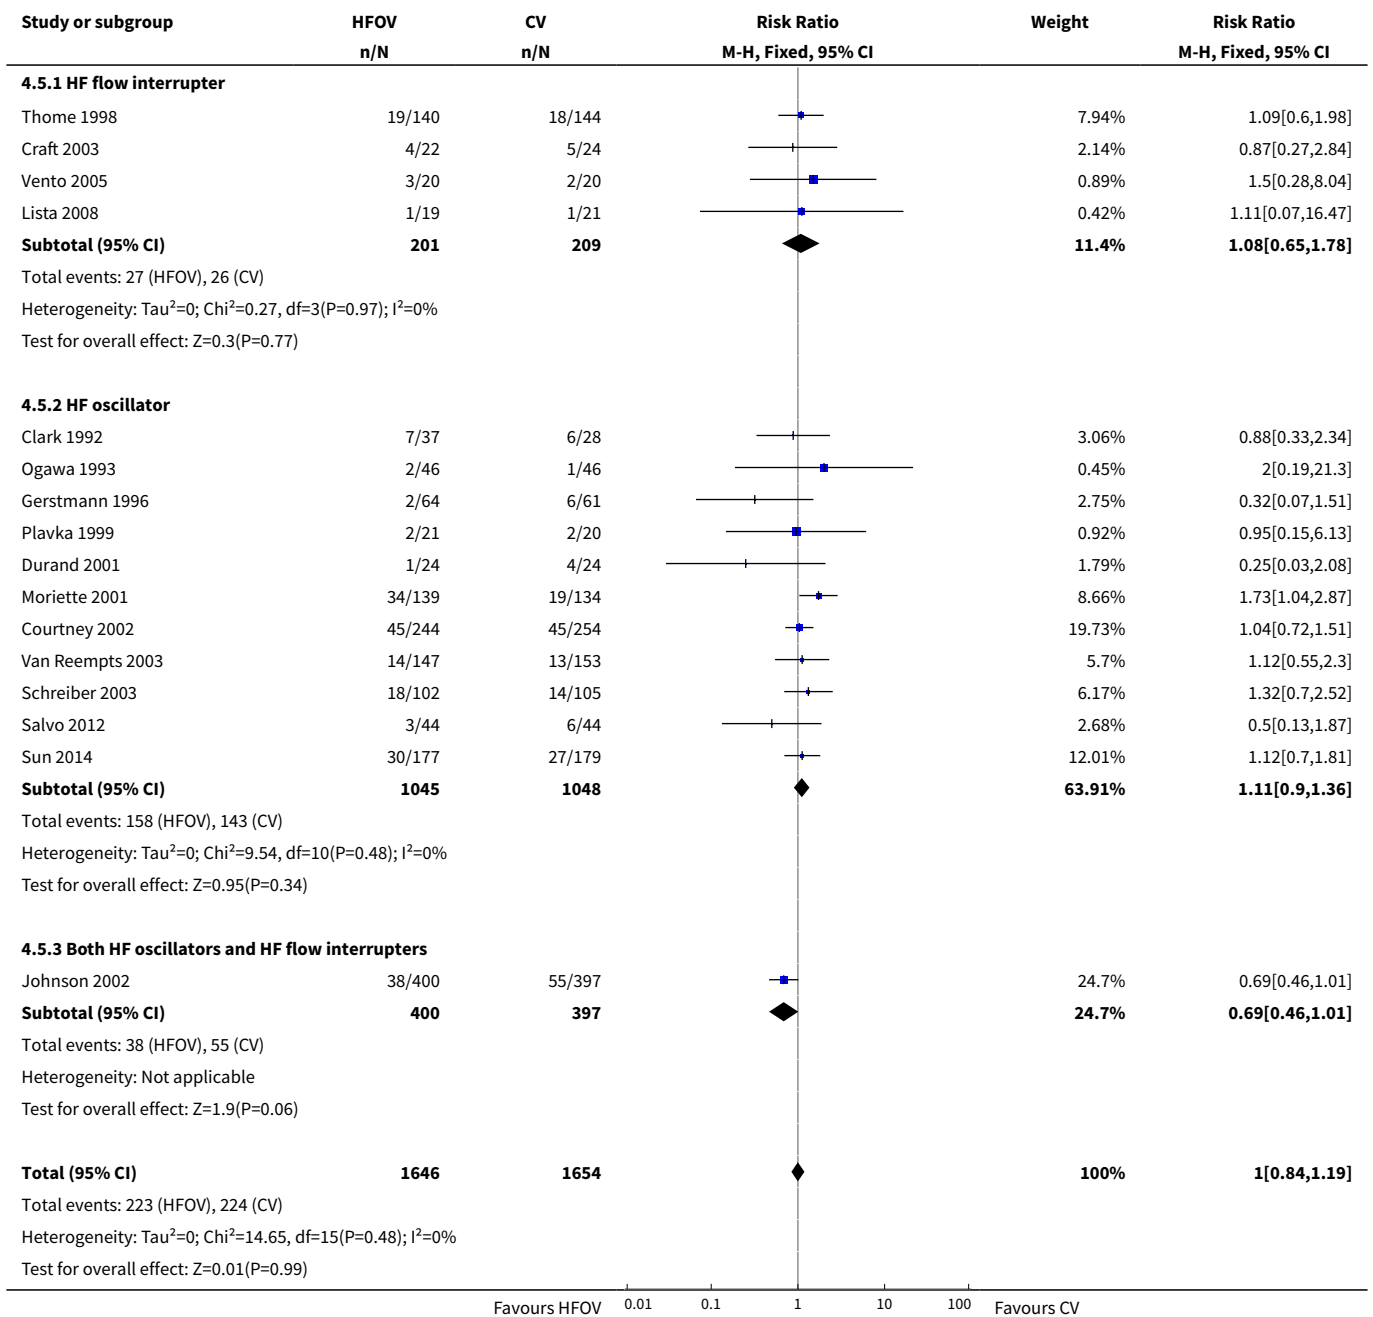 Study or subgroup HFOV CV Risk Ratio Weight Risk Ratio
n/N n/N M-H, Fixed, 95% CI M-H, Fixed, 95% CI
4.5.1 HF flow interrupter
Thome 1998 19/140 18/144 7.94% 1.09[0.6,1.98]
Craft 2003 4/22 5/24 2.14% 0.87[0.27,2.84]
Vento 2005 3/20 2/20 0.89% 1.5[0.28,8.04]
Lista 2008 1/19 1/21 0.42% 1.11[0.07,16.47]
Subtotal (95% CI) 201 209 11.4% 1.08[0.65,1.78]
Total events: 27 (HFOV), 26 (CV)
Heterogeneity: Tau²=0; Chi²=0.27, df=3(P=0.97); I²=0%
Test for overall effect: Z=0.3(P=0.77)
4.5.2 HF oscillator
Clark 1992 7/37 6/28 3.06% 0.88[0.33,2.34]
Ogawa 1993 2/46 1/46 0.45% 2[0.19,21.3]
Gerstmann 1996 2/64 6/61 2.75% 0.32[0.07,1.51]
Plavka 1999 2/21 2/20 0.92% 0.95[0.15,6.13]
Durand 2001 1/24 4/24 1.79% 0.25[0.03,2.08]
Moriette 2001 34/139 19/134 8.66% 1.73[1.04,2.87]
Courtney 2002 45/244 45/254 19.73% 1.04[0.72,1.51]
Van Reempts 2003 14/147 13/153 5.7% 1.12[0.55,2.3]
Schreiber 2003 18/102 14/105 6.17% 1.32[0.7,2.52]
Salvo 2012 3/44 6/44 2.68% 0.5[0.13,1.87]
Sun 2014 30/177 27/179 12.01% 1.12[0.7,1.81]
Subtotal (95% CI) 1045 1048 63.91% 1.11[0.9,1.36]
Total events: 158 (HFOV), 143 (CV)
Heterogeneity: Tau²=0; Chi²=9.54, df=10(P=0.48); I²=0%
Test for overall effect: Z=0.95(P=0.34)
4.5.3 Both HF oscillators and HF flow interrupters
Johnson 2002 38/400 55/397 24.7% 0.69[0.46,1.01]
Subtotal (95% CI) 400 397 24.7% 0.69[0.46,1.01]
Total events: 38 (HFOV), 55 (CV)
Heterogeneity: Not applicable
Test for overall effect: Z=1.9(P=0.06)
Total (95% CI) 1646 1654 100% 1[0.84,1.19]
Total events: 223 (HFOV), 224 (CV)
Heterogeneity: Tau²=0; Chi²=14.65, df=15(P=0.48); I²=0%
Test for overall effect: Z=0.01(P=0.99)
Favours HFOV 0.01 0.1 1 10 100 Favours CV